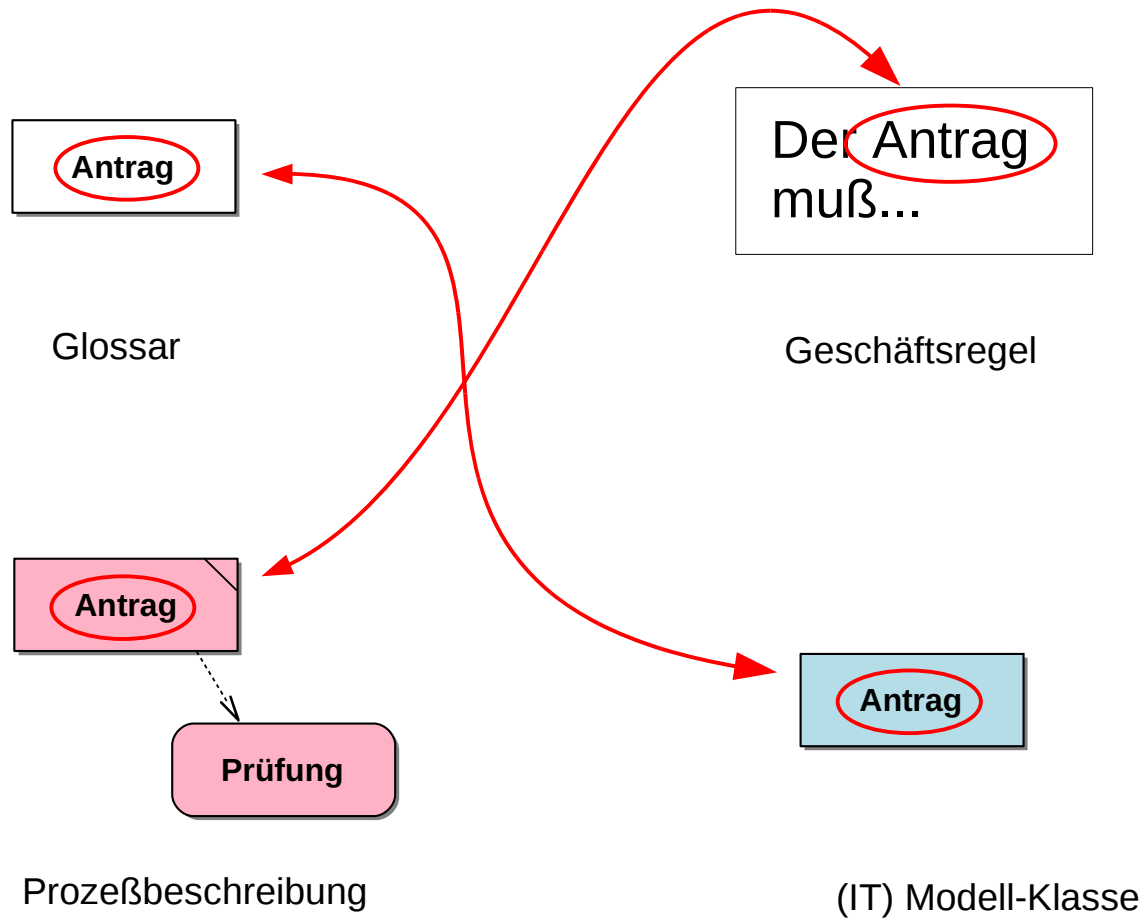 Antrag
Der Antrag
muß...
Glossar
Geschäftsregel
Antrag
Antrag
Prüfung
Prozeßbeschreibung
(IT) Modell-Klasse